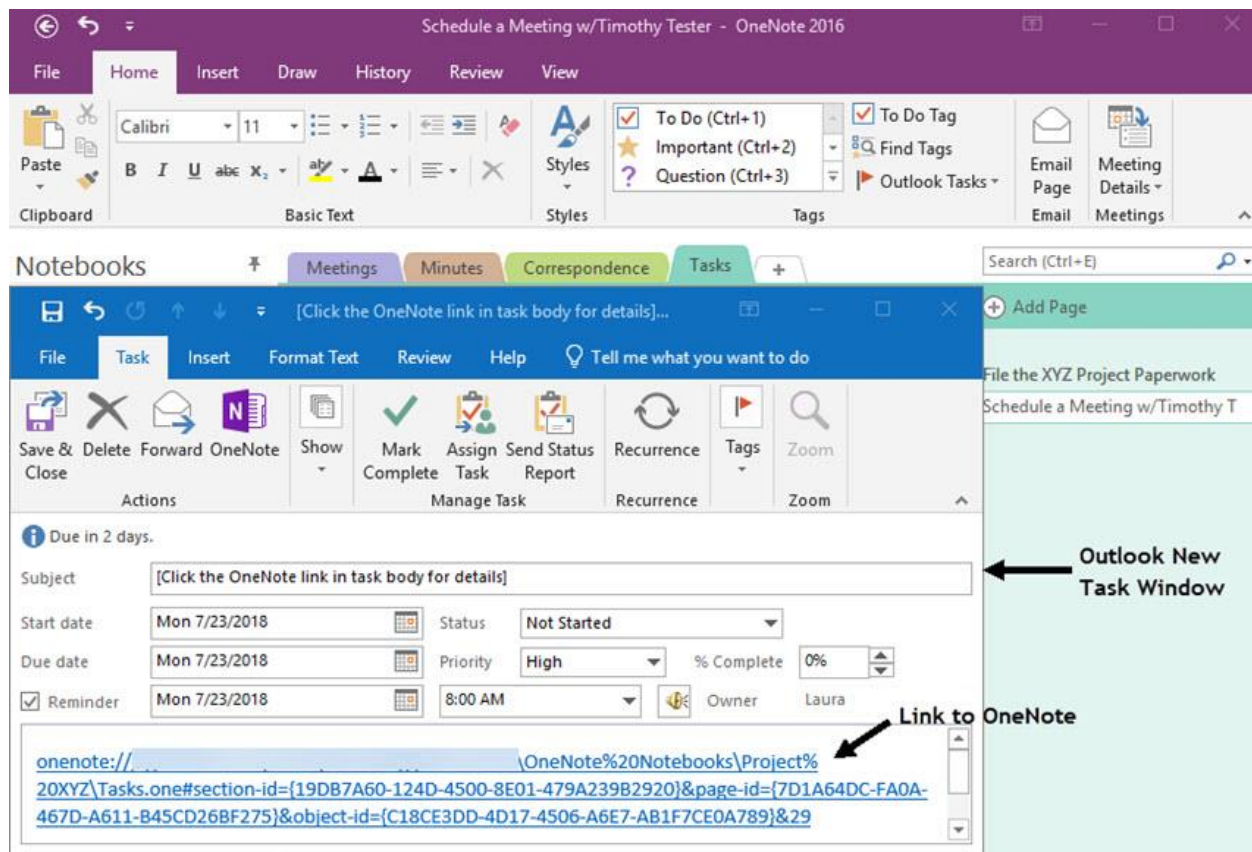 Schedule a Meeting w/Timothy Tester - OneNote 2016
File Home Insert Draw History Review View
Calibri 11
To Do (Ctrl+1)
Important (Ctrl+2)
Question (Ctrl+3)
To Do Tag
Find Tags
Outlook Tasks
Paste
B I U abc X₂ aby A
Styles
Email Page
Meeting Details
Clipboard Basic Text Styles Tags Email Meetings
Notebooks Meetings Minutes Correspondence Tasks +
Search (Ctrl+E)
[Click the OneNote link in task body for details]...
Add Page
File Task Insert Format Text Review Help Tell me what you want to do
File the XYZ Project Paperwork
Schedule a Meeting w/Timothy T
N
Save & Close
Delete Forward OneNote Show
Mark Complete
Assign Task
Send Status Report
Recurrence Tags Zoom
Actions Manage Task Recurrence Zoom
Due in 2 days.
Outlook New
Task Window
Subject [Click the OneNote link in task body for details]
Start date Mon 7/23/2018 Status Not Started
Due date Mon 7/23/2018 Priority High % Complete 0%
Reminder Mon 7/23/2018 8:00 AM Owner Laura
Link to OneNote
onenote:// \OneNote%20Notebooks\Project%
20XYZ\Tasks.one#section-id={19DB7A60-124D-4500-8E01-479A239B2920}&page-id={7D1A64DC-FA0A-
467D-A611-B45CD26BF275}&object-id={C18CE3DD-4D17-4506-A6E7-AB1F7CE0A789}&29